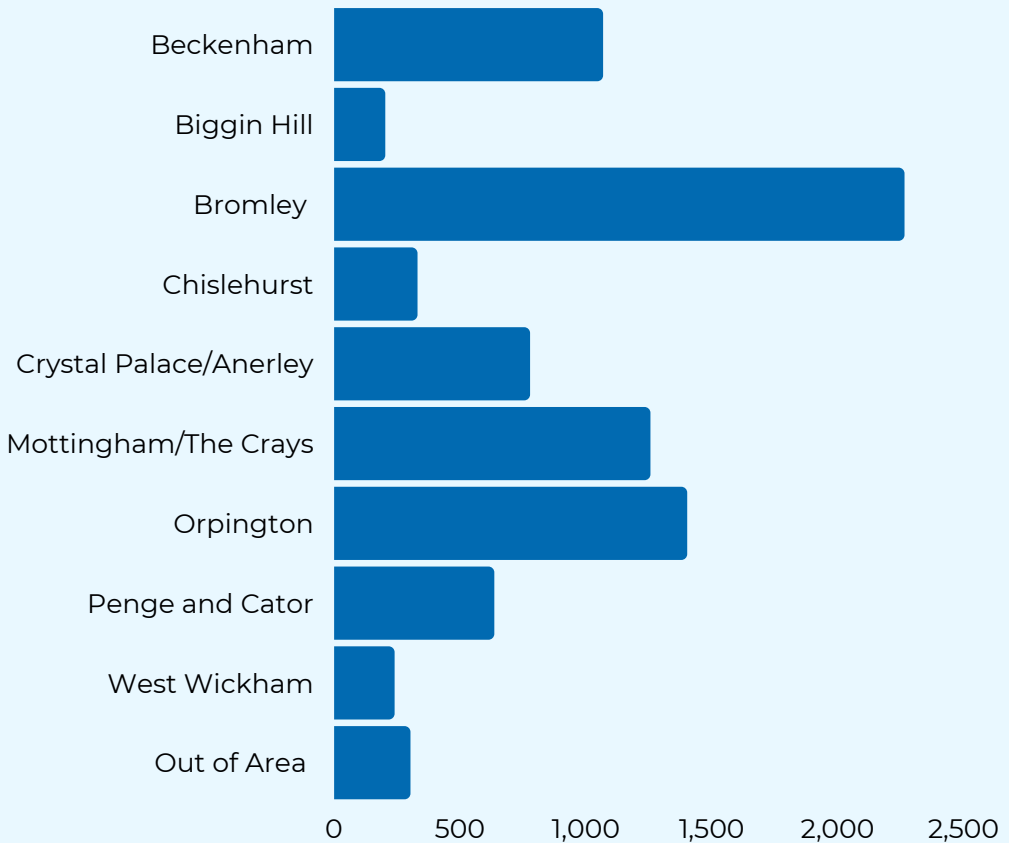 Beckenham
Biggin Hill
Bromley
Chislehurst
Crystal Palace/Anerley
Mottingham/The Crays
Orpington
Penge and Cator
West Wickham
Out of Area
0 500 1,000 1,500 2,000 2,500